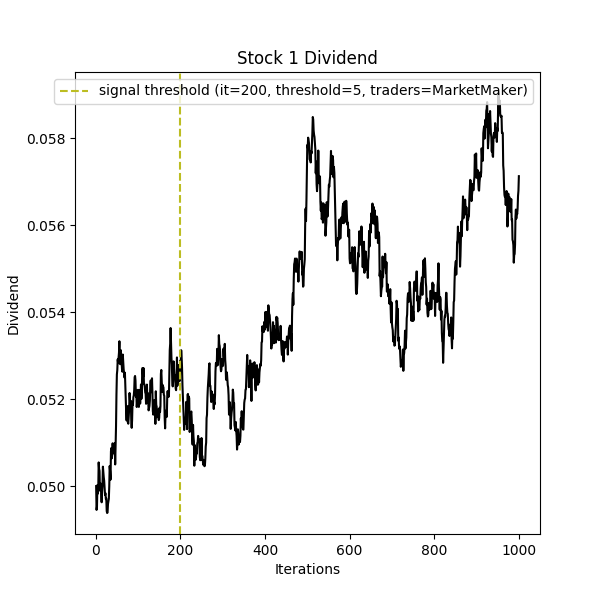 Stock 1 Dividend
signal threshold (it=200, threshold=5, traders=MarketMaker)
0.058
0.056
0.054
0.052
0.050
Dividend
0 200 400 600 800 1000
Iterations